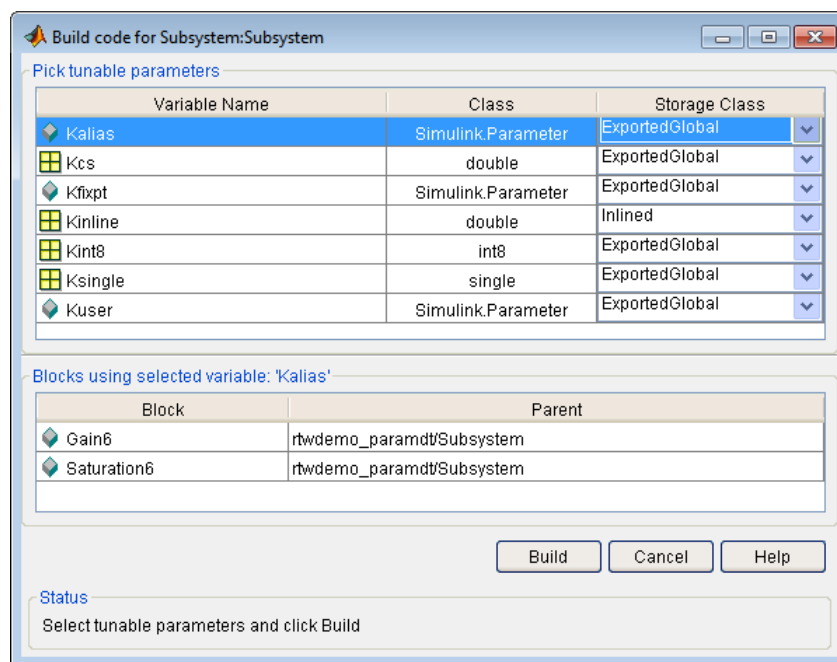 Build code for Subsystem:Subsystem
Pick tunable parameters
Variable Name Class Storage Class
Kalias Simulink.Parameter ExportedGlobal
Kcs double ExportedGlobal
Kfixpt Simulink.Parameter ExportedGlobal
Kinline double Inlined
Kint8 int8 ExportedGlobal
Ksingle single ExportedGlobal
Kuser Simulink.Parameter ExportedGlobal
Blocks using selected variable: 'Kalias'
Block Parent
Gain6 rtwdemo_paramdt/Subsystem
Saturation6 rtwdemo_paramdt/Subsystem
Build Cancel Help
Status
Select tunable parameters and click Build